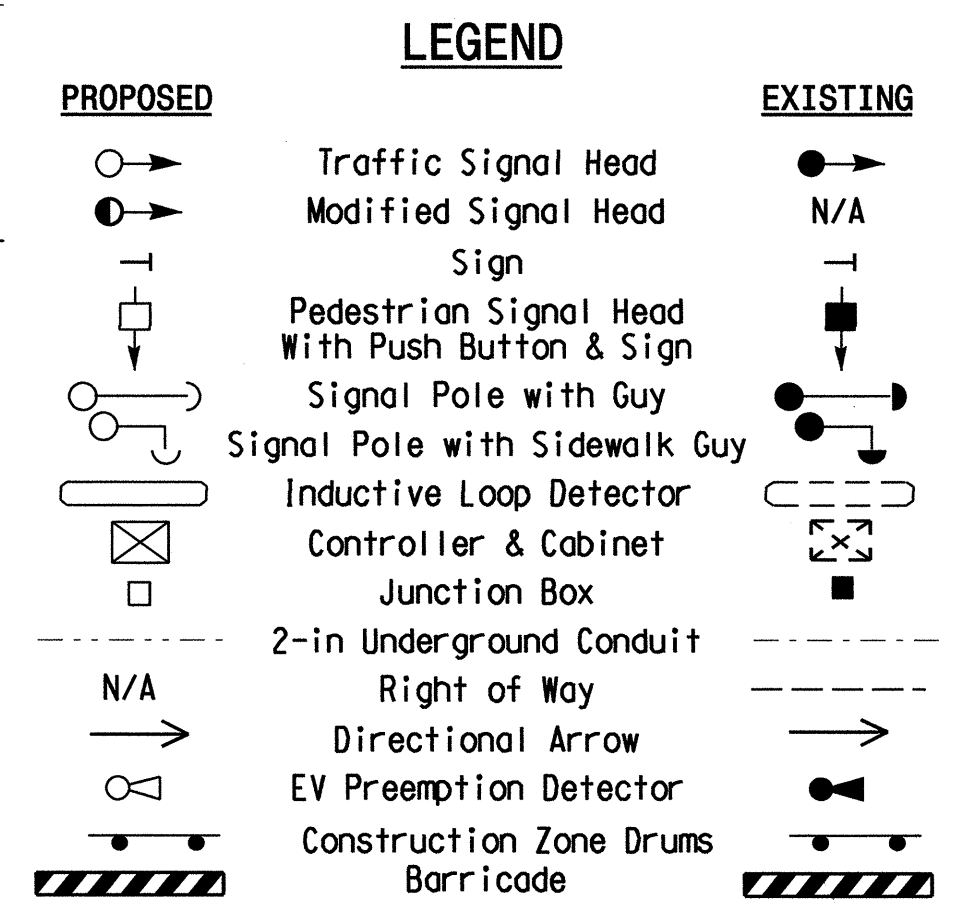 LEGEND
PROPOSED EXISTING
Traffic Signal Head
Modified Signal Head N/A
Sign
Pedestrian Signal Head
With Push Button & Sign
Signal Pole with Guy
Signal Pole with Sidewalk Guy
Inductive Loop Detector
Controller & Cabinet
Junction Box
2-in Underground Conduit
N/A Right of Way
Directional Arrow
EV Preemption Detector
Construction Zone Drums
Barricade